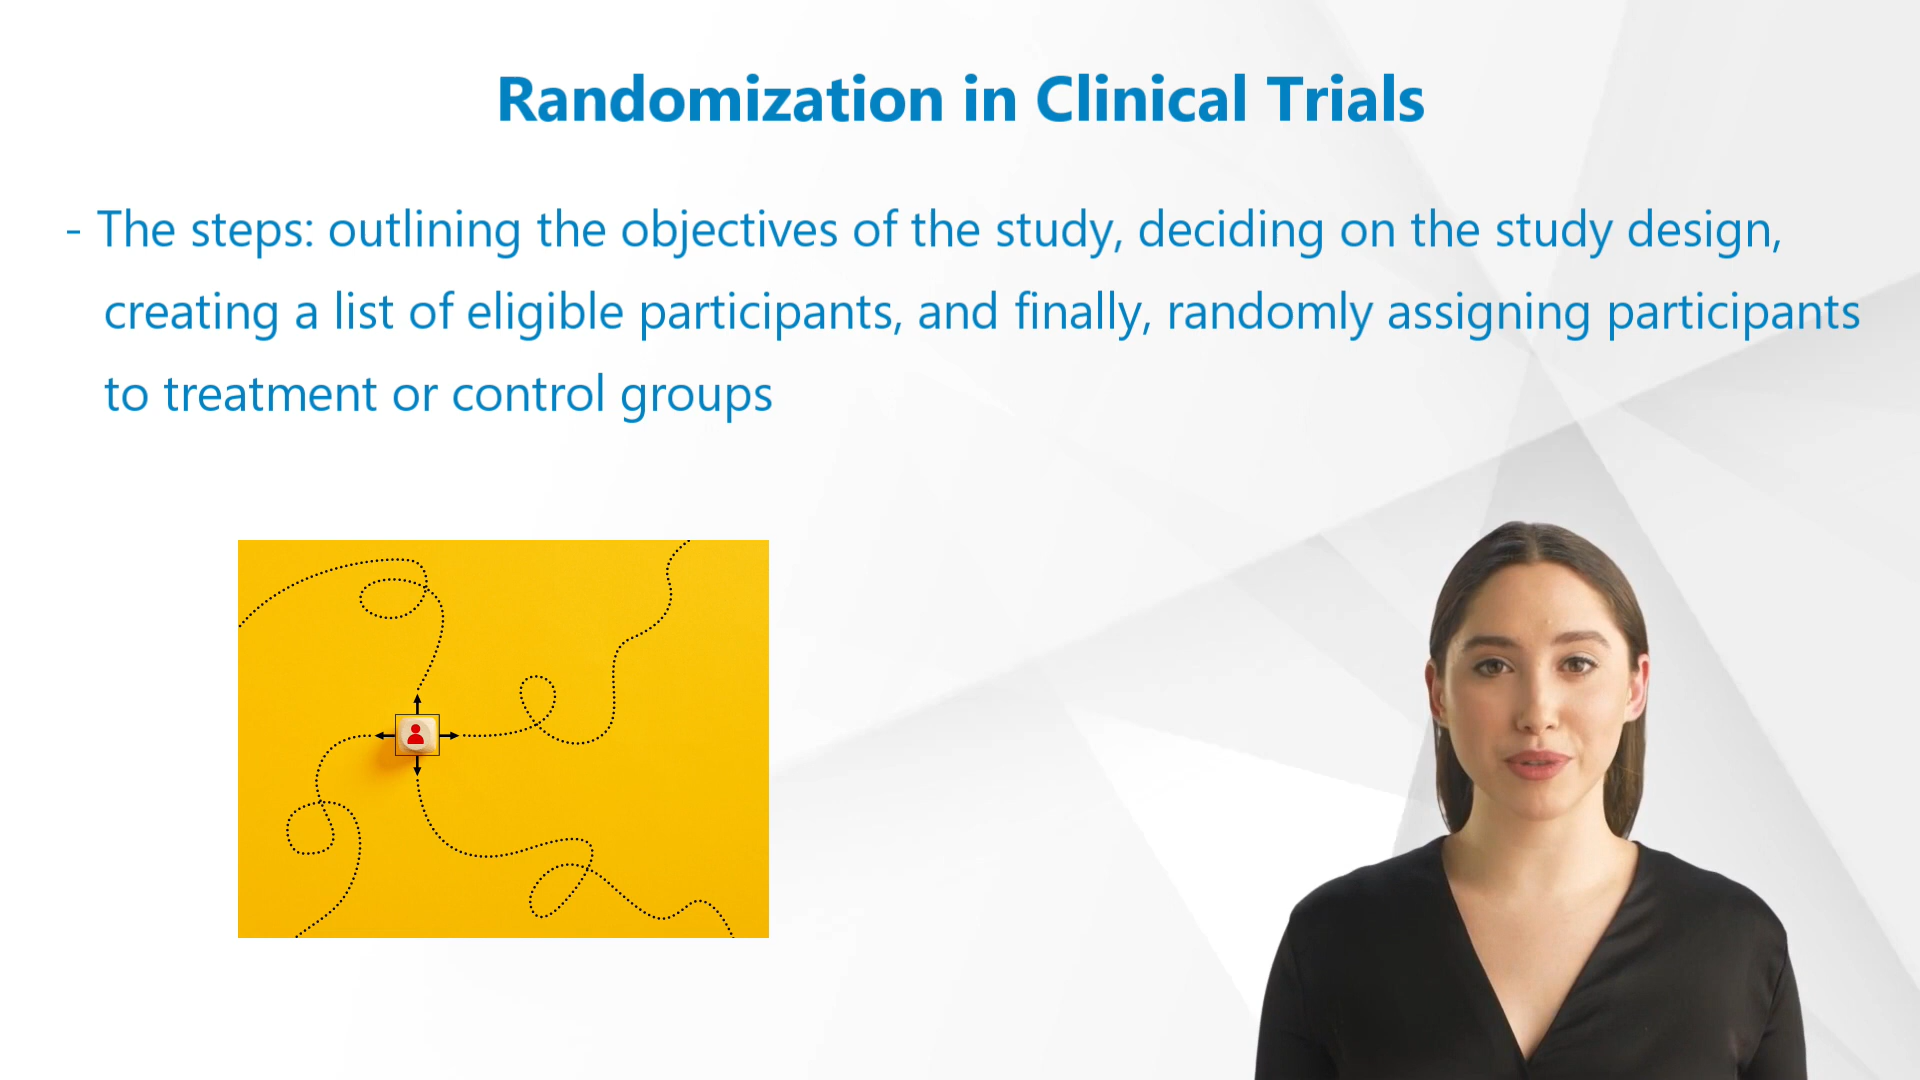 Randomization in Clinical Trials
- The steps: outlining the objectives of the study, deciding on the study design,
creating a list of eligible participants, and finally, randomly assigning participants
to treatment or control groups